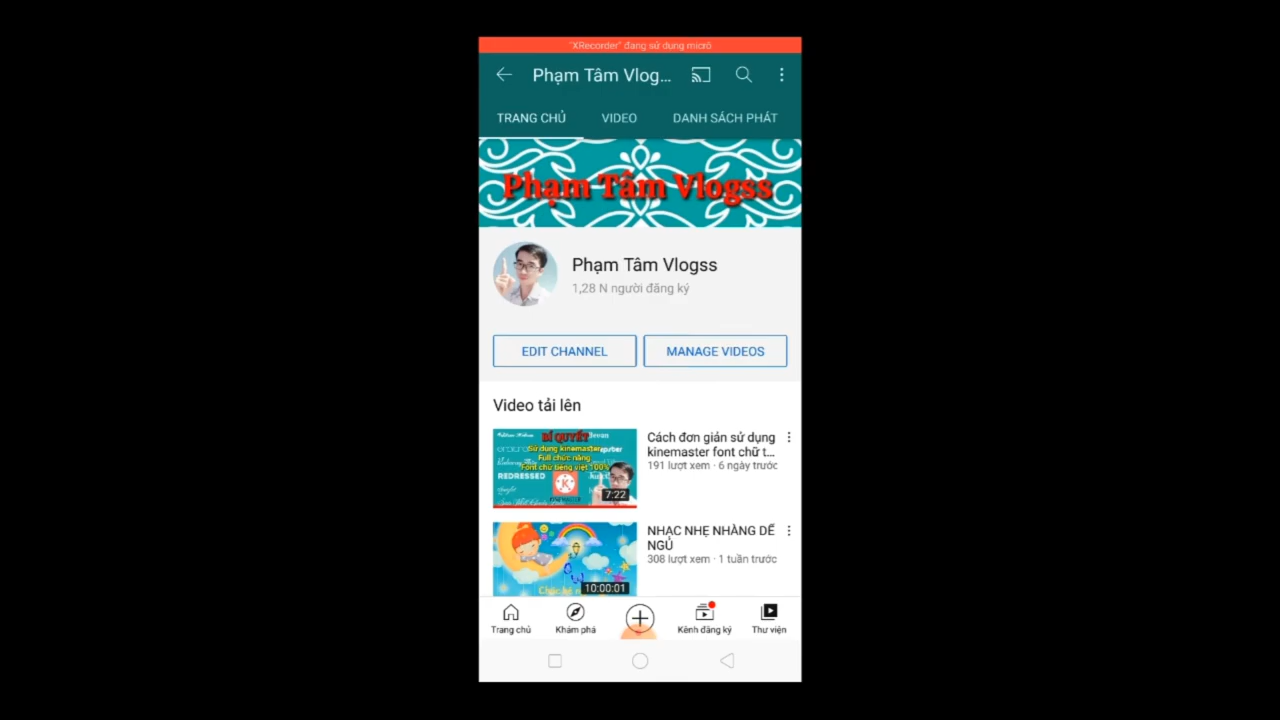 "XRecorder" đang sử dụng micrô
Phạm Tâm Vlog...
TRANG CHỦ VIDEO DANH SÁCH PHÁT
Phạm Tâm Vlogss
Phạm Tâm Vlogss
1,28 N người đăng ký
EDIT CHANNEL MANAGE VIDEOS
Video tải lên
BÍ QUYẾT
Sử dụng kinemaster
Full chức năng
Font chữ tiếng việt 100%
REDRESSED
7:22
Cách đơn giản sử dụng
kinemaster font chữ t...
191 lượt xem · 6 ngày trước
10:00:01
NHẠC NHẸ NHÀNG DỄ
NGỦ
308 lượt xem · 1 tuần trước
Trang chủ Khám phá Kênh đăng ký Thư viện